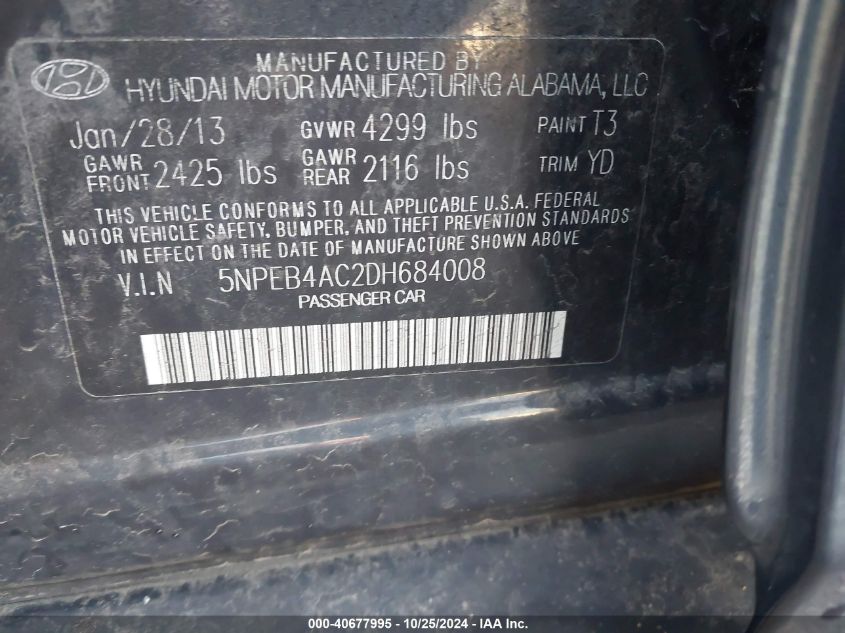 MANUFACTURED BY
HYUNDAI MOTOR MANUFACTURING ALABAMA, LLC
Jan/28/13 GVWR 4299 lbs PAINT T3
GAWR FRONT 2425 lbs GAWR REAR 2116 lbs TRIM YD
THIS VEHICLE CONFORMS TO ALL APPLICABLE U.S.A. FEDERAL
MOTOR VEHICLE SAFETY, BUMPER, AND THEFT PREVENTION STANDARDS
IN EFFECT ON THE DATE OF MANUFACTURE SHOWN ABOVE
V.I.N 5NPEB4AC2DH684008
PASSENGER CAR
000-40677995 - 10/25/2024 - IAA Inc.